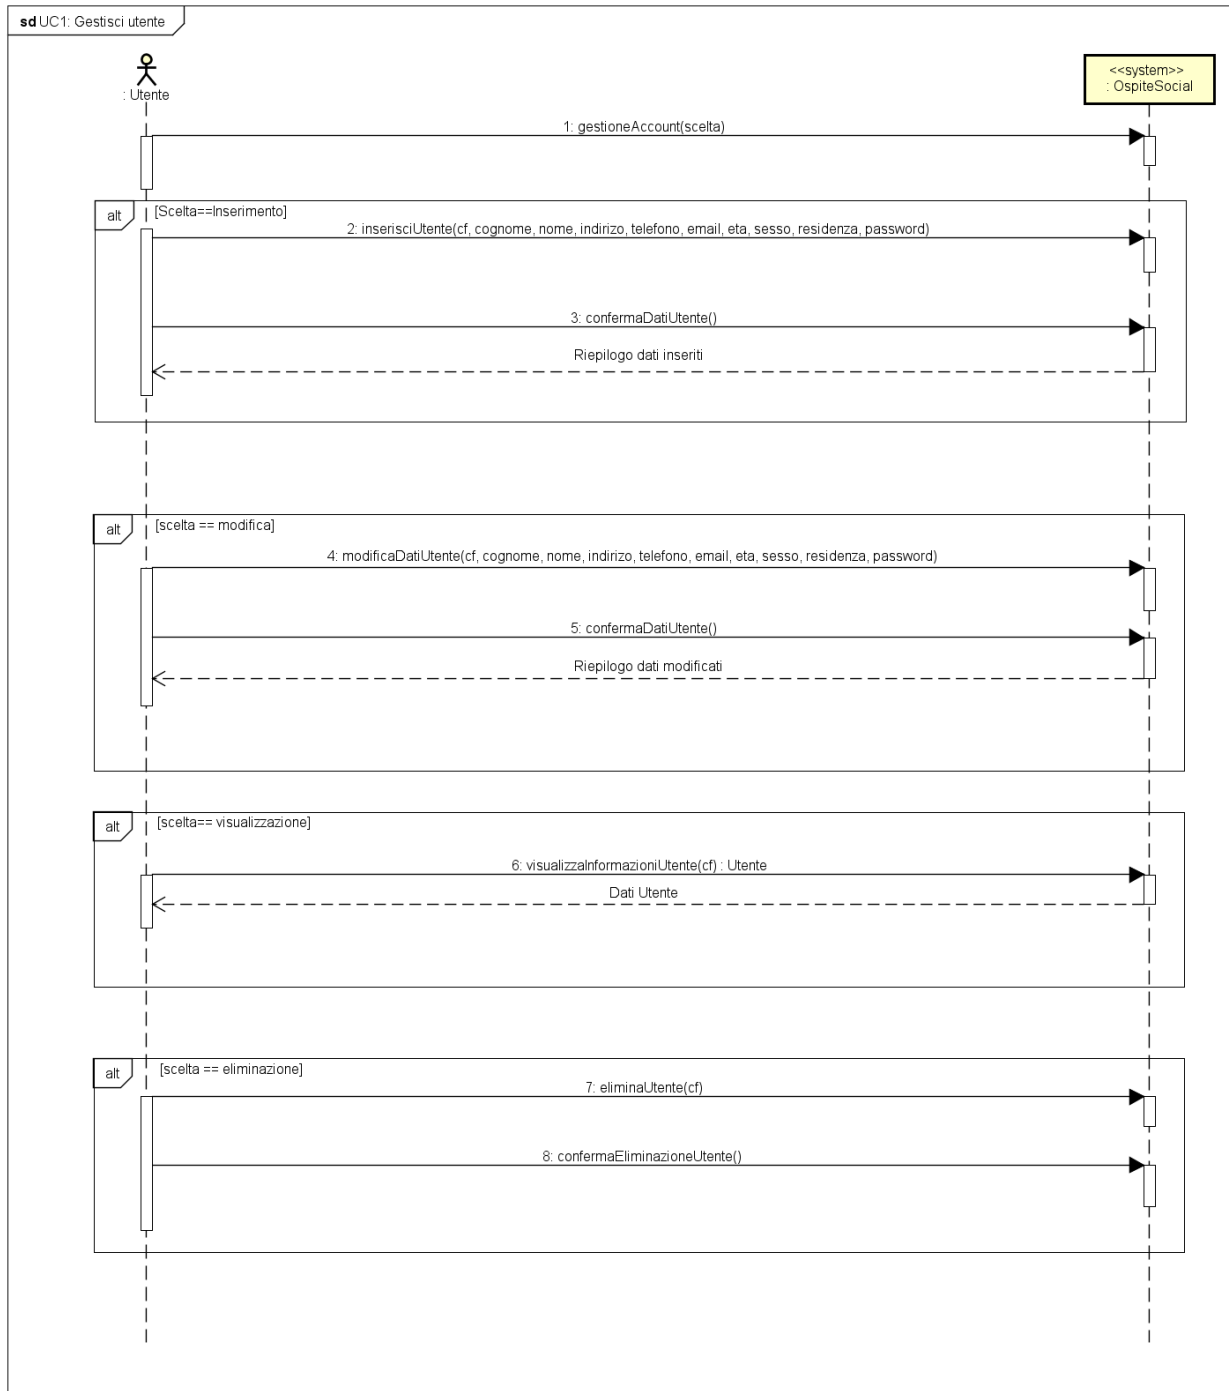 sd UC1: Gestisci utente
: Utente
<<system>>
: OspiteSocial
1: gestioneAccount(scelta)
alt
[Scelta==Inserimento]
2: inserisciUtente(cf, cognome, nome, indirizo, telefono, email, eta, sesso, residenza, password)
3: confermaDatiUtente()
Riepilogo dati inseriti
alt
[scelta == modifica]
4: modificaDatiUtente(cf, cognome, nome, indirizo, telefono, email, eta, sesso, residenza, password)
5: confermaDatiUtente()
Riepilogo dati modificati
alt
[scelta== visualizzazione]
6: visualizzaInformazioniUtente(cf) : Utente
Dati Utente
alt
[scelta == eliminazione]
7: eliminaUtente(cf)
8: confermaEliminazioneUtente()